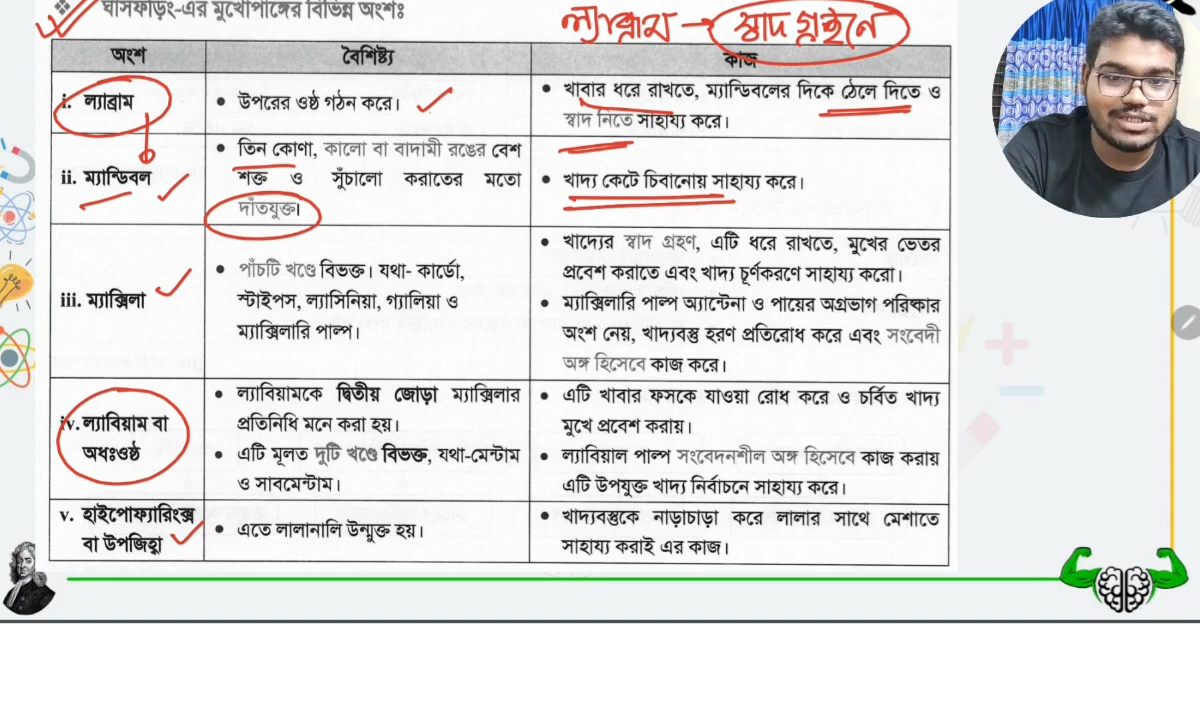 ঘাসফড়িং-এর মুখোপাঙ্গের বিভিন্ন অংশঃ
ল্যাব্রাম → স্বাদ গ্রহনে
অংশ
বৈশিষ্ট্য
কাজ
i. ল্যাব্রাম
• উপরের ওষ্ঠ গঠন করে।
• খাবার ধরে রাখতে, ম্যান্ডিবলের দিকে ঠেলে দিতে ও
স্বাদ নিতে সাহায্য করে।
ii. ম্যান্ডিবল
• তিন কোণা, কালো বা বাদামী রঙের বেশ
শক্ত ও সুঁচালো করাতের মতো
দাঁতযুক্ত।
• খাদ্য কেটে চিবানোয় সাহায্য করে।
iii. ম্যাক্সিলা
• পাঁচটি খণ্ডে বিভক্ত। যথা- কার্ডো,
স্টাইপস, ল্যাসিনিয়া, গ্যালিয়া ও
ম্যাক্সিলারি পাল্প।
• খাদ্যের স্বাদ গ্রহণ, এটি ধরে রাখতে, মুখের ভেতর
প্রবেশ করাতে এবং খাদ্য চূর্ণকরণে সাহায্য করে।
• ম্যাক্সিলারি পাল্প অ্যান্টেনা ও পায়ের অগ্রভাগ পরিষ্কার
অংশ নেয়, খাদ্যবস্তু হরণ প্রতিরোধ করে এবং সংবেদী
অঙ্গ হিসেবে কাজ করে।
iv. ল্যাবিয়াম বা
অধঃওষ্ঠ
• ল্যাবিয়ামকে দ্বিতীয় জোড়া ম্যাক্সিলার
প্রতিনিধি মনে করা হয়।
• এটি মূলত দুটি খণ্ডে বিভক্ত, যথা-মেন্টাম
ও সাবমেন্টাম।
• এটি খাবার ফসকে যাওয়া রোধ করে ও চর্বিত খাদ্য
মুখে প্রবেশ করায়।
• ল্যাবিয়াল পাল্প সংবেদনশীল অঙ্গ হিসেবে কাজ করায়
এটি উপযুক্ত খাদ্য নির্বাচনে সাহায্য করে।
v. হাইপোফ্যারিংক্স
বা উপজিহ্বা
• এতে লালানালি উন্মুক্ত হয়।
• খাদ্যবস্তুকে নাড়াচাড়া করে লালার সাথে মেশাতে
সাহায্য করাই এর কাজ।